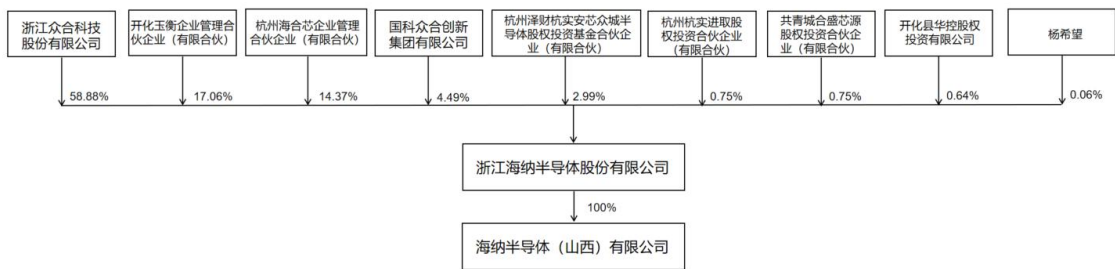 浙江众合科技
股份有限公司
开化玉衡企业管理合
伙企业（有限合伙）
杭州海合芯企业管理
合伙企业（有限合伙）
国科众合创新
集团有限公司
杭州泽财杭实安芯众城半
导体股权投资基金合伙企
业（有限合伙）
杭州杭实进取股
权投资合伙企业
（有限合伙）
共青城合盛芯源
股权投资合伙企
业（有限合伙）
开化县华控股权
投资有限公司
杨希望
58.88%
17.06%
14.37%
4.49%
2.99%
0.75%
0.75%
0.64%
0.06%
浙江海纳半导体股份有限公司
100%
海纳半导体（山西）有限公司